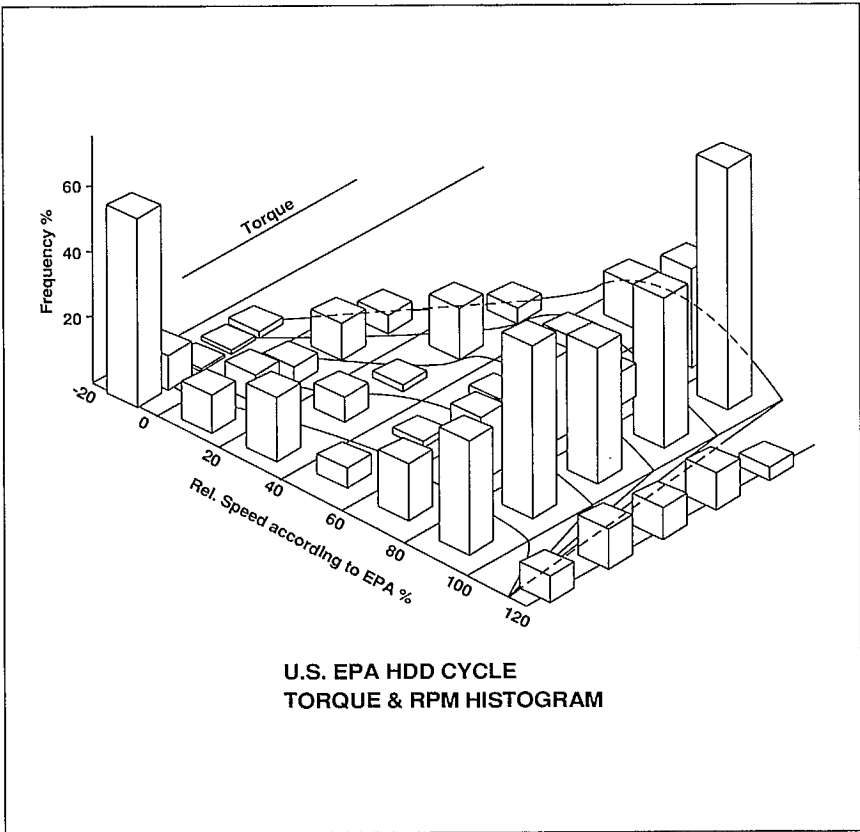 Frequency %
60
40
20
Torque
-20
0
20
40
60
80
100
120
Rel. Speed according to EPA %
U.S. EPA HDD CYCLE
TORQUE & RPM HISTOGRAM